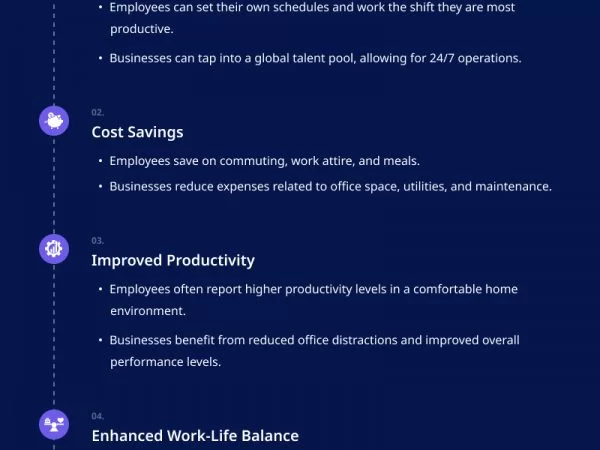 • Employees can set their own schedules and work the shift they are most
productive.
• Businesses can tap into a global talent pool, allowing for 24/7 operations.
02.
Cost Savings
• Employees save on commuting, work attire, and meals.
• Businesses reduce expenses related to office space, utilities, and maintenance.
03.
Improved Productivity
• Employees often report higher productivity levels in a comfortable home
environment.
• Businesses benefit from reduced office distractions and improved overall
performance levels.
04.
Enhanced Work-Life Balance